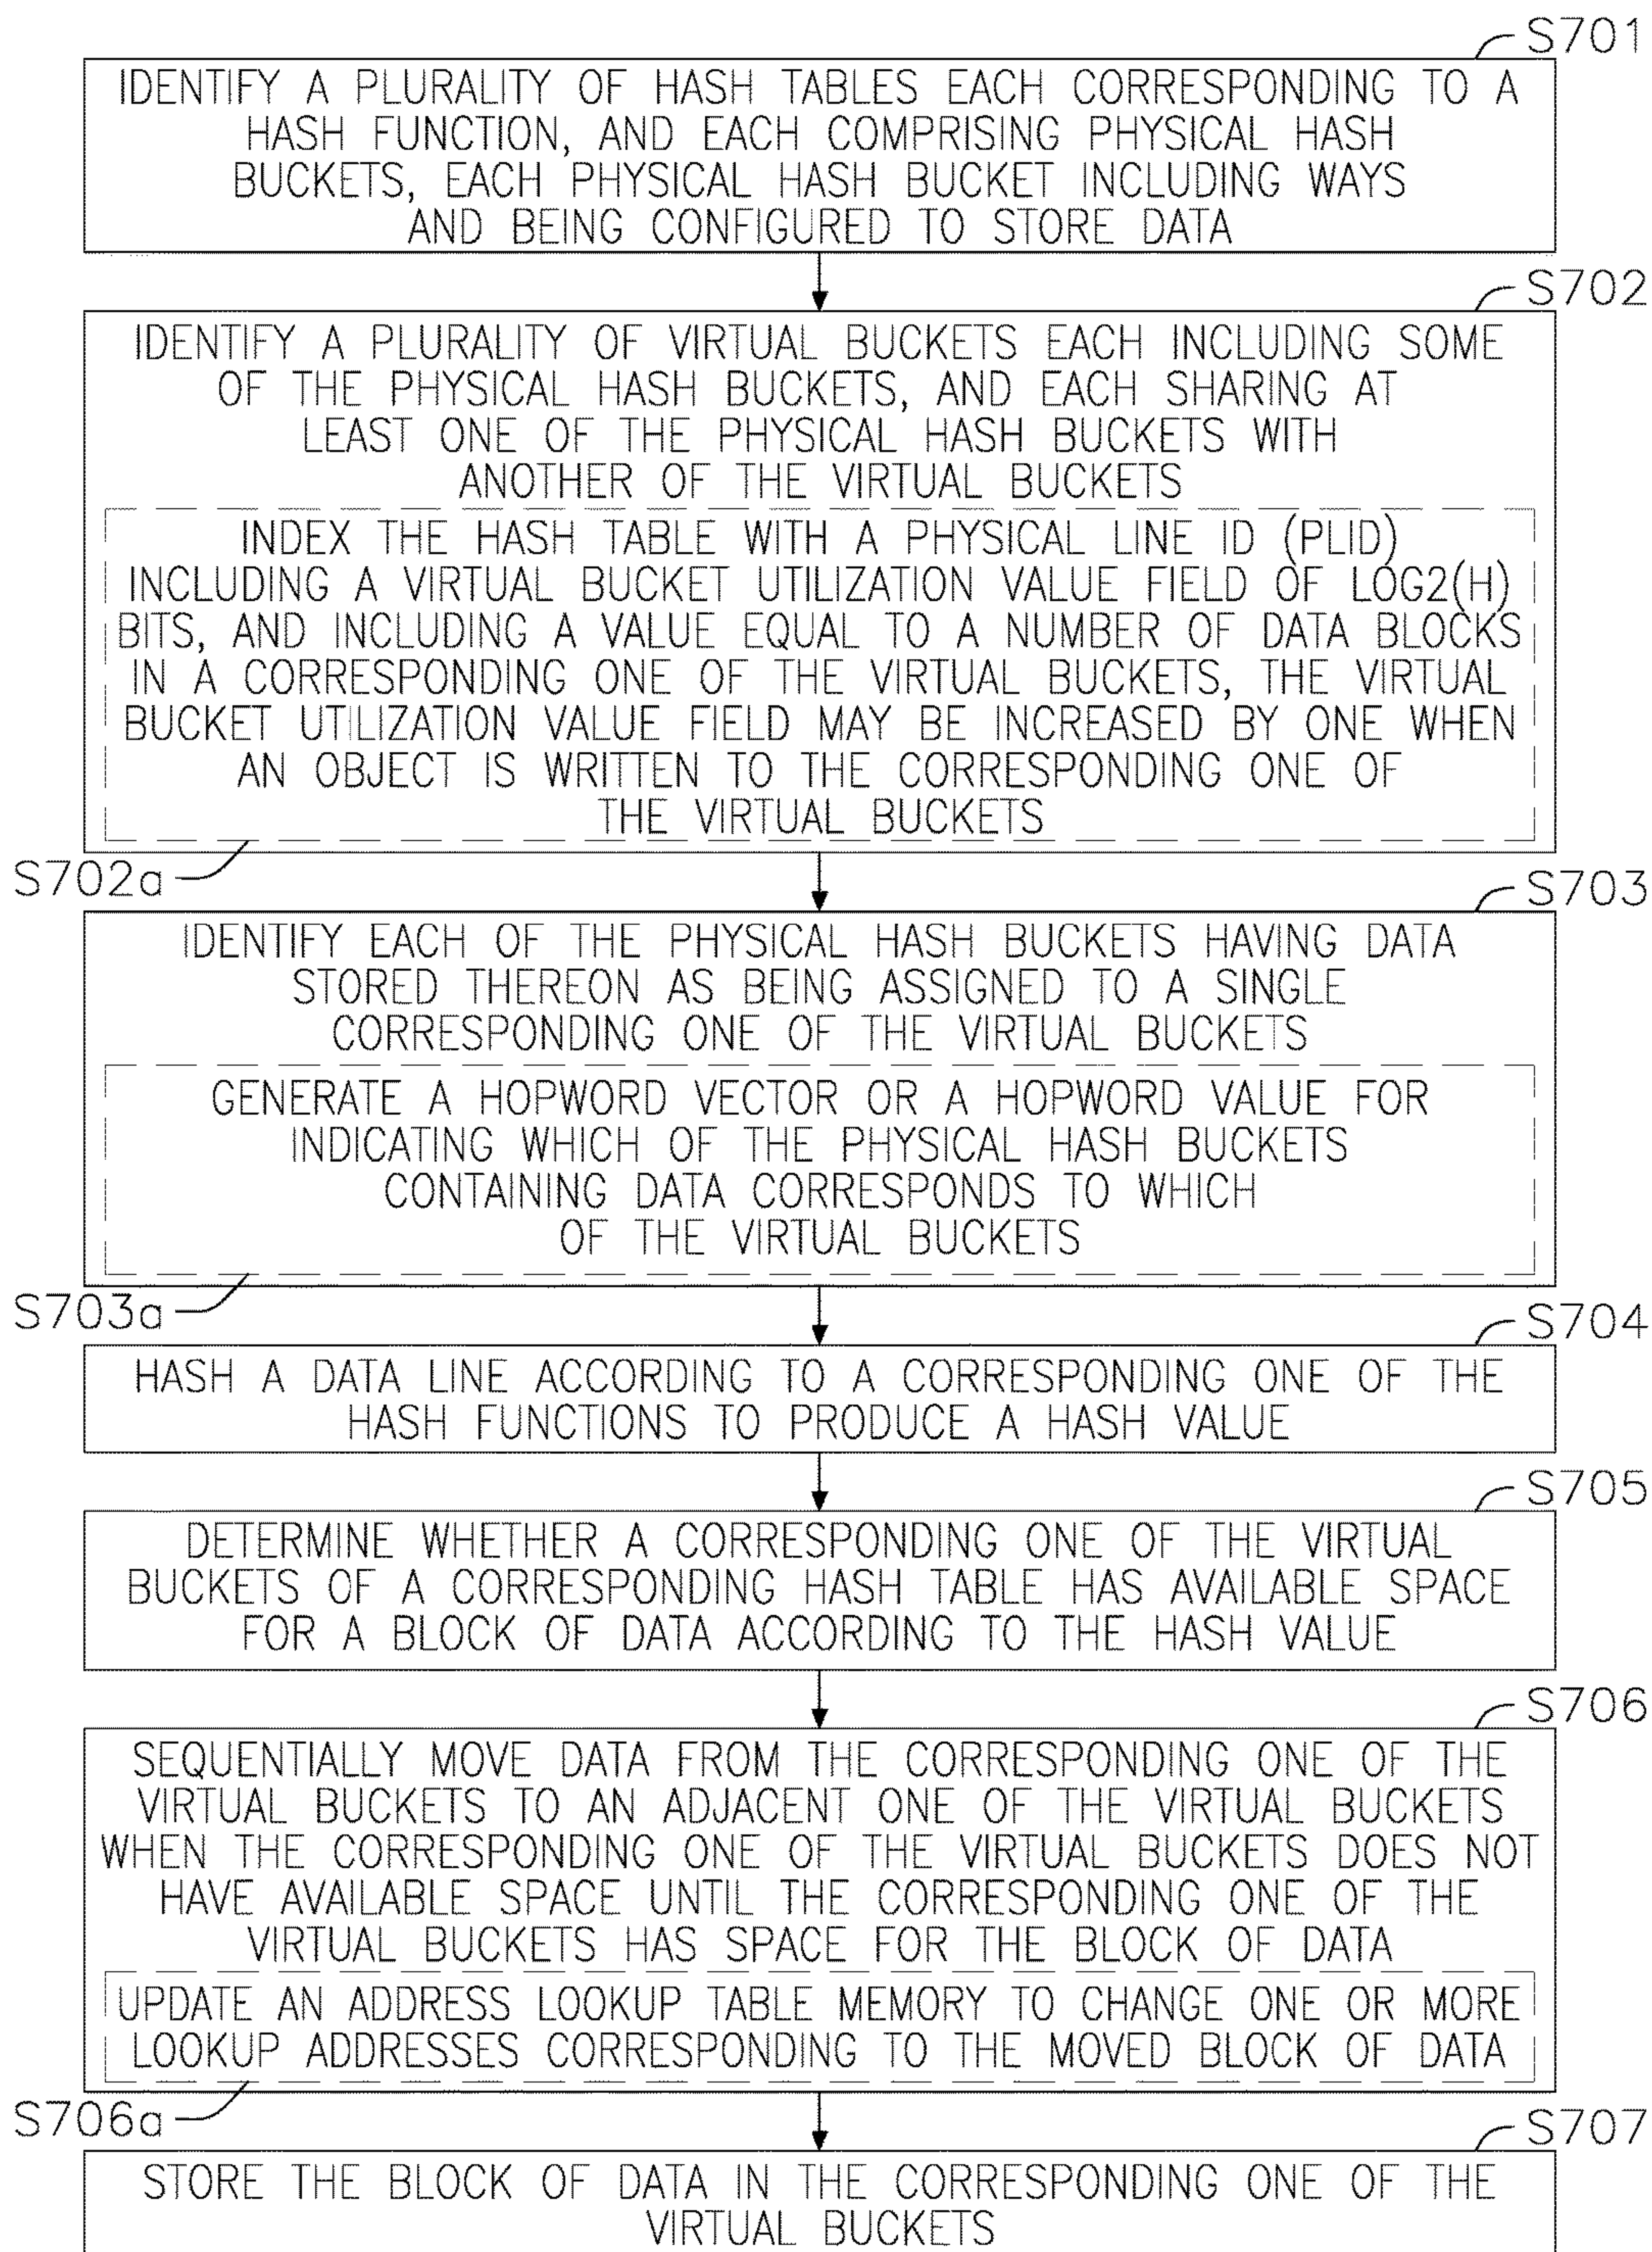 S701
IDENTIFY A PLURALITY OF HASH TABLES EACH CORRESPONDING TO A
HASH FUNCTION, AND EACH COMPRISING PHYSICAL HASH
BUCKETS, EACH PHYSICAL HASH BUCKET INCLUDING WAYS
AND BEING CONFIGURED TO STORE DATA
S702
IDENTIFY A PLURALITY OF VIRTUAL BUCKETS EACH INCLUDING SOME
OF THE PHYSICAL HASH BUCKETS, AND EACH SHARING AT
LEAST ONE OF THE PHYSICAL HASH BUCKETS WITH
ANOTHER OF THE VIRTUAL BUCKETS
INDEX THE HASH TABLE WITH A PHYSICAL LINE ID (PLID)
INCLUDING A VIRTUAL BUCKET UTILIZATION VALUE FIELD OF LOG2(H)
BITS, AND INCLUDING A VALUE EQUAL TO A NUMBER OF DATA BLOCKS
IN A CORRESPONDING ONE OF THE VIRTUAL BUCKETS, THE VIRTUAL
BUCKET UTILIZATION VALUE FIELD MAY BE INCREASED BY ONE WHEN
AN OBJECT IS WRITTEN TO THE CORRESPONDING ONE OF
THE VIRTUAL BUCKETS
S702a
S703
IDENTIFY EACH OF THE PHYSICAL HASH BUCKETS HAVING DATA
STORED THEREON AS BEING ASSIGNED TO A SINGLE
CORRESPONDING ONE OF THE VIRTUAL BUCKETS
GENERATE A HOPWORD VECTOR OR A HOPWORD VALUE FOR
INDICATING WHICH OF THE PHYSICAL HASH BUCKETS
CONTAINING DATA CORRESPONDS TO WHICH
OF THE VIRTUAL BUCKETS
S703a
S704
HASH A DATA LINE ACCORDING TO A CORRESPONDING ONE OF THE
HASH FUNCTIONS TO PRODUCE A HASH VALUE
S705
DETERMINE WHETHER A CORRESPONDING ONE OF THE VIRTUAL
BUCKETS OF A CORRESPONDING HASH TABLE HAS AVAILABLE SPACE
FOR A BLOCK OF DATA ACCORDING TO THE HASH VALUE
S706
SEQUENTIALLY MOVE DATA FROM THE CORRESPONDING ONE OF THE
VIRTUAL BUCKETS TO AN ADJACENT ONE OF THE VIRTUAL BUCKETS
WHEN THE CORRESPONDING ONE OF THE VIRTUAL BUCKETS DOES NOT
HAVE AVAILABLE SPACE UNTIL THE CORRESPONDING ONE OF THE
VIRTUAL BUCKETS HAS SPACE FOR THE BLOCK OF DATA
UPDATE AN ADDRESS LOOKUP TABLE MEMORY TO CHANGE ONE OR MORE
LOOKUP ADDRESSES CORRESPONDING TO THE MOVED BLOCK OF DATA
S706a
S707
STORE THE BLOCK OF DATA IN THE CORRESPONDING ONE OF THE
VIRTUAL BUCKETS